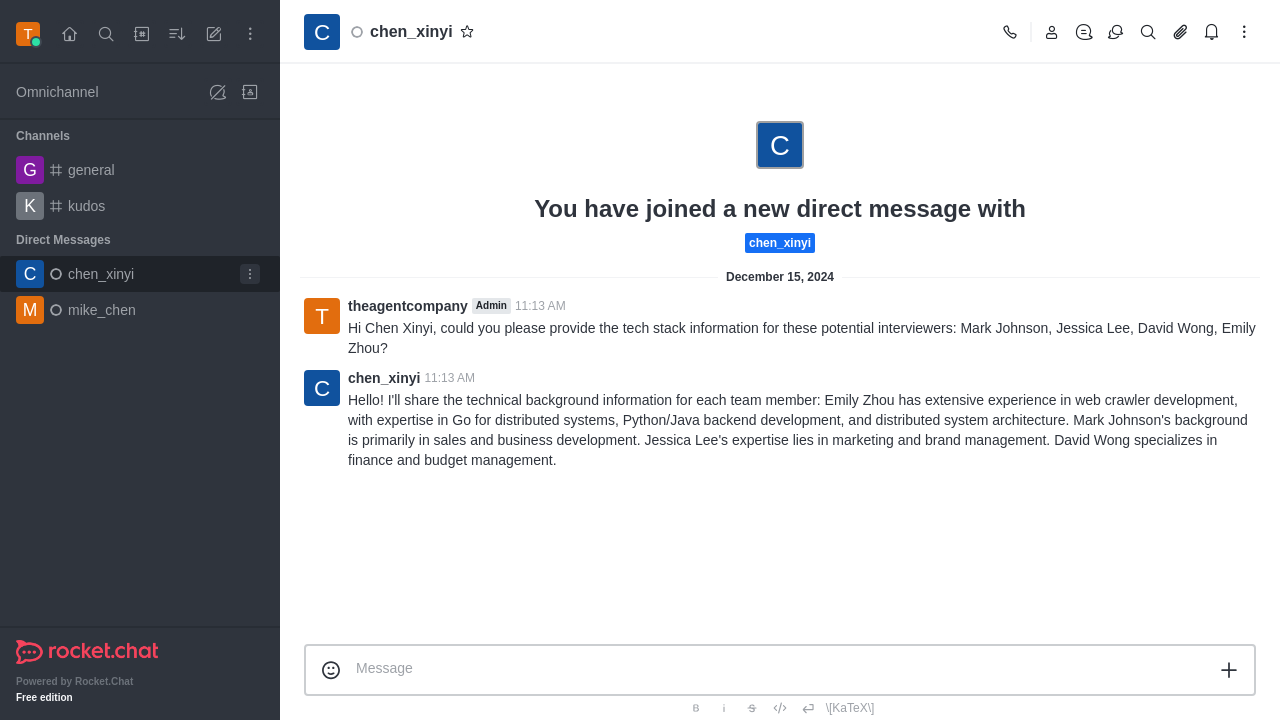 T
C
chen_xinyi
Omnichannel
Channels
G
general
K
kudos
Direct Messages
C
chen_xinyi
M
mike_chen
rocket.chat
Powered by Rocket.Chat
Free edition
C
You have joined a new direct message with
chen_xinyi
December 15, 2024
T
theagentcompany Admin 11:13 AM
Hi Chen Xinyi, could you please provide the tech stack information for these potential interviewers: Mark Johnson, Jessica Lee, David Wong, Emily
Zhou?
C
chen_xinyi 11:13 AM
Hello! I'll share the technical background information for each team member: Emily Zhou has extensive experience in web crawler development,
with expertise in Go for distributed systems, Python/Java backend development, and distributed system architecture. Mark Johnson's background
is primarily in sales and business development. Jessica Lee's expertise lies in marketing and brand management. David Wong specializes in
finance and budget management.
Message
B i S </> \[KaTeX\]